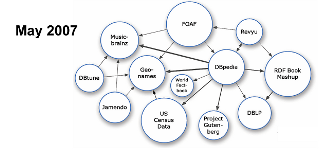 May 2007
FOAF
Music-
brainz
Revyu
DBtune
Geo-
names
World
Fact-
book
DBpedia
RDF Book
Mashup
Jamendo
US
Census
Data
Project
Guten-
berg
DBLP